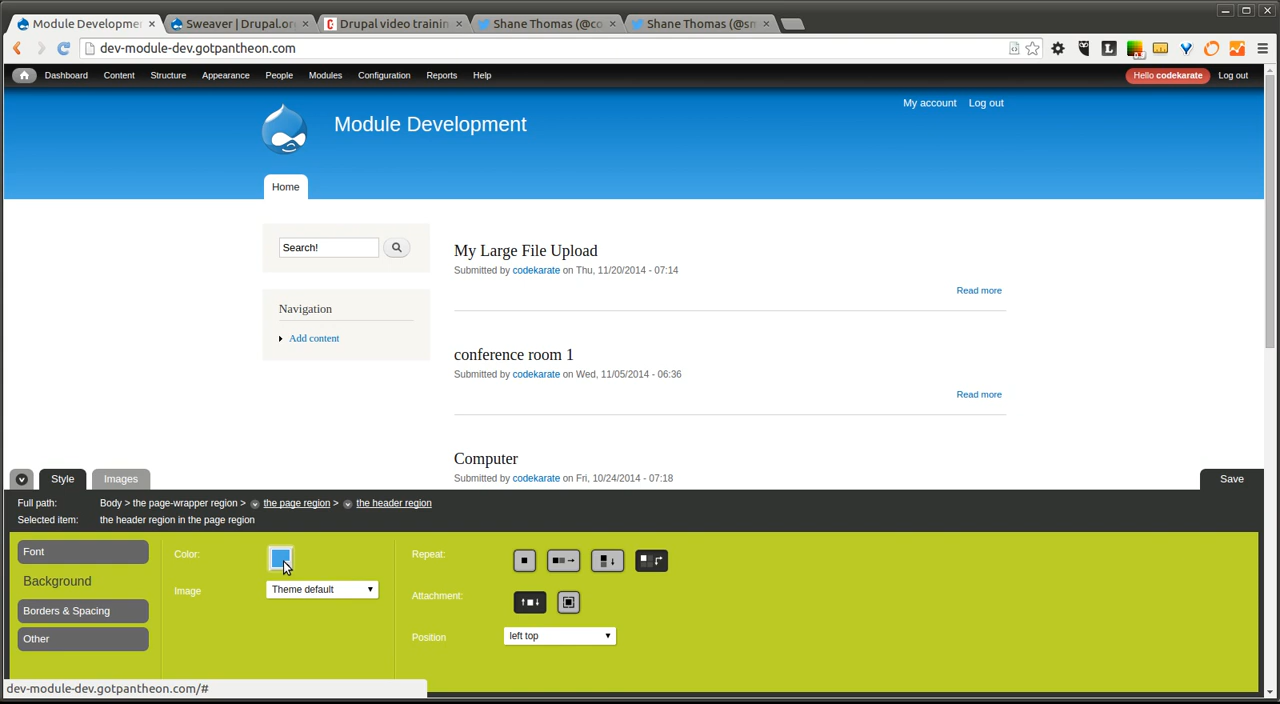 Module Developmen
Sweaver | Drupal.or
Drupal video trainin
Shane Thomas (@co
Shane Thomas (@sm
dev-module-dev.gotpantheon.com
Dashboard Content Structure Appearance People Modules Configuration Reports Help
Hello codekarate Log out
My account Log out
Module Development
Home
Search!
My Large File Upload
Submitted by codekarate on Thu, 11/20/2014 - 07:14
Read more
Navigation
Add content
conference room 1
Submitted by codekarate on Wed, 11/05/2014 - 06:36
Read more
Computer
Submitted by codekarate on Fri, 10/24/2014 - 07:18
Style Images Save
Full path: Body > the page-wrapper region > the page region > the header region
Selected item: the header region in the page region
Font
Background
Borders & Spacing
Other
Color:
Image Theme default
Repeat:
Attachment:
Position left top
dev-module-dev.gotpantheon.com/#